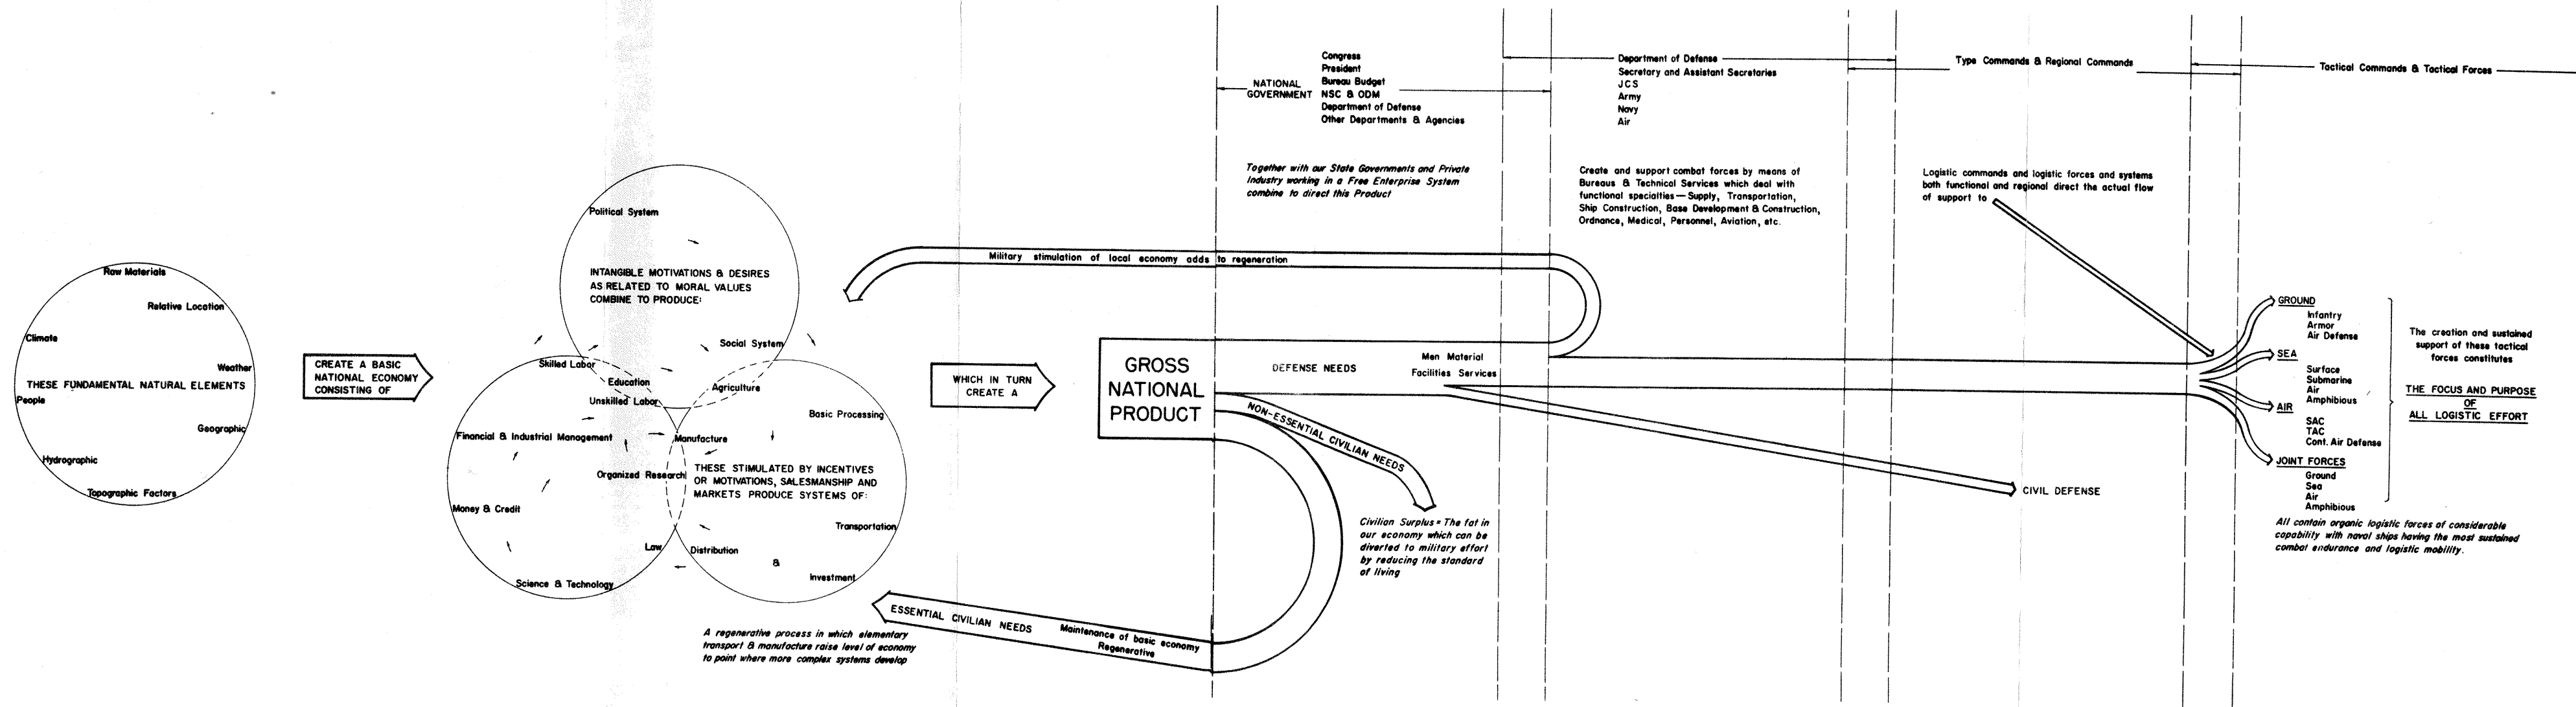 Raw Materials
Relative Location
Climate
Weather
THESE FUNDAMENTAL NATURAL ELEMENTS
People
Geographic
Hydrographic
Topographic Factors
CREATE A BASIC
NATIONAL ECONOMY
CONSISTING OF
Political System
INTANGIBLE MOTIVATIONS & DESIRES
AS RELATED TO MORAL VALUES
COMBINE TO PRODUCE:
Social System
Skilled Labor
Education
Unskilled Labor
Agriculture
Financial & Industrial Management
Organized Research
Money & Credit
Law
Science & Technology
Basic Processing
Manufacture
THESE STIMULATED BY INCENTIVES
OR MOTIVATIONS, SALESMANSHIP AND
MARKETS PRODUCE SYSTEMS OF:
Transportation
Distribution
&
Investment
A regenerative process in which elementary
transport & manufacture raise level of economy
to point where more complex systems develop
WHICH IN TURN
CREATE A
GROSS
NATIONAL
PRODUCT
Military stimulation of local economy adds to regeneration
DEFENSE NEEDS
Men Material
Facilities Services
NON-ESSENTIAL CIVILIAN NEEDS
Civilian Surplus = The fat in
our economy which can be
diverted to military effort
by reducing the standard
of living
ESSENTIAL CIVILIAN NEEDS
Maintenance of basic economy
Regenerative
NATIONAL
GOVERNMENT
Congress
President
Bureau Budget
NSC & ODM
Department of Defense
Other Departments & Agencies
Together with our State Governments and Private
Industry working in a Free Enterprise System
combine to direct this Product
Department of Defense
Secretary and Assistant Secretaries
JCS
Army
Navy
Air
Create and support combat forces by means of
Bureaus & Technical Services which deal with
functional specialties—Supply, Transportation,
Ship Construction, Base Development & Construction,
Ordnance, Medical, Personnel, Aviation, etc.
Type Commands & Regional Commands
Logistic commands and logistic forces and systems
both functional and regional direct the actual flow
of support to
CIVIL DEFENSE
Tactical Commands & Tactical Forces
GROUND
Infantry
Armor
Air Defense
SEA
Surface
Submarine
Air
Amphibious
AIR
SAC
TAC
Cont. Air Defense
JOINT FORCES
Ground
Sea
Air
Amphibious
All contain organic logistic forces of considerable
capability with naval ships having the most sustained
combat endurance and logistic mobility.
The creation and sustained
support of these tactical
forces constitutes
THE FOCUS AND PURPOSE
OF
ALL LOGISTIC EFFORT